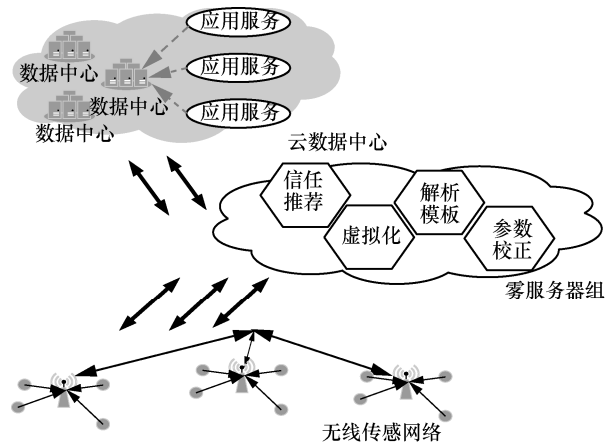 应用服务
应用服务
应用服务
数据中心
数据中心
数据中心
云数据中心
信任
推荐
虚拟化
解析
模板
参数
校正
雾服务器组
无线传感网络